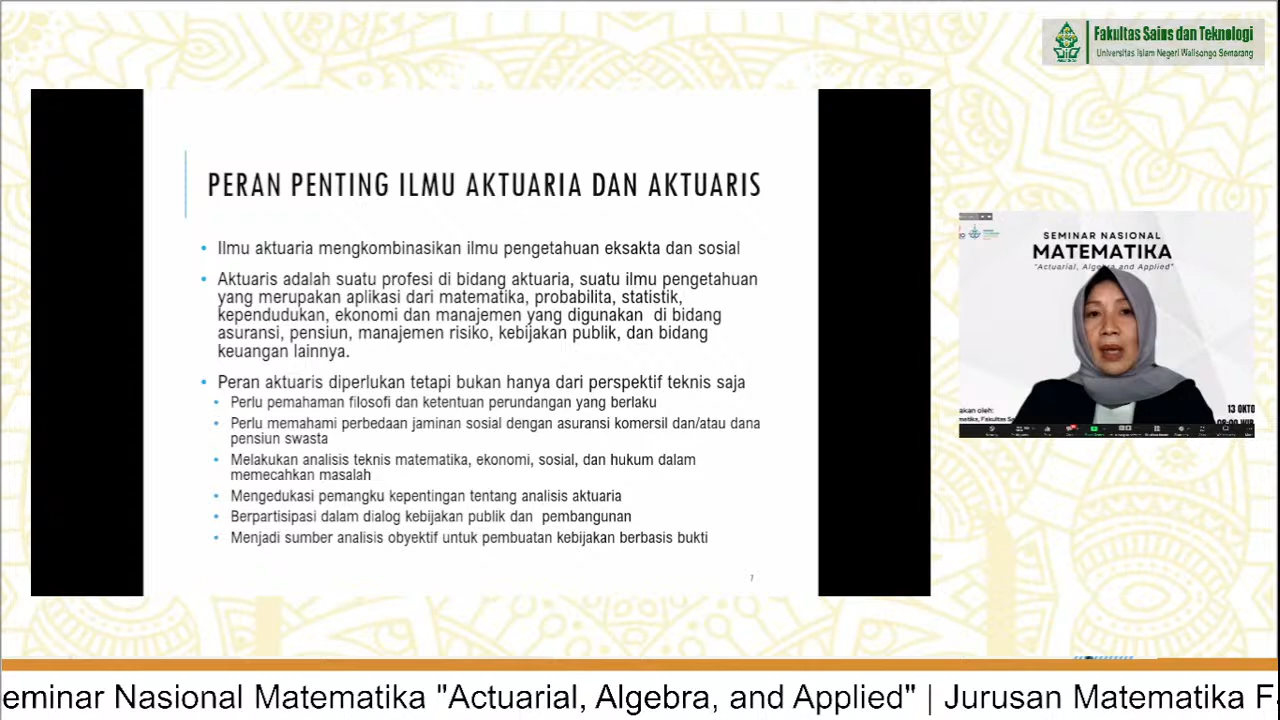 Fakultas Sains dan Teknologi
Universitas Islam Negeri Walisongo Semarang
PERAN PENTING ILMU AKTUARIA DAN AKTUARIS
• Ilmu aktuaria mengkombinasikan ilmu pengetahuan eksakta dan sosial
• Aktuaris adalah suatu profesi di bidang aktuaria, suatu ilmu pengetahuan
yang merupakan aplikasi dari matematika, probabilita, statistik,
kependudukan, ekonomi dan manajemen yang digunakan di bidang
asuransi, pensiun, manajemen risiko, kebijakan publik, dan bidang
keuangan lainnya.
• Peran aktuaris diperlukan tetapi bukan hanya dari perspektif teknis saja
• Perlu pemahaman filosofi dan ketentuan perundangan yang berlaku
• Perlu memahami perbedaan jaminan sosial dengan asuransi komersil dan/atau dana
pensiun swasta
• Melakukan analisis teknis matematika, ekonomi, sosial, dan hukum dalam
memecahkan masalah
• Mengedukasi pemangku kepentingan tentang analisis aktuaria
• Berpartisipasi dalam dialog kebijakan publik dan pembangunan
• Menjadi sumber analisis obyektif untuk pembuatan kebijakan berbasis bukti
7
SEMINAR NASIONAL
MATEMATIKA
"Actuarial, Algebra and Applied"
akan oleh:
matika, Fakultas Sa
13 OKTO
eminar Nasional Matematika "Actuarial, Algebra, and Applied" | Jurusan Matematika F